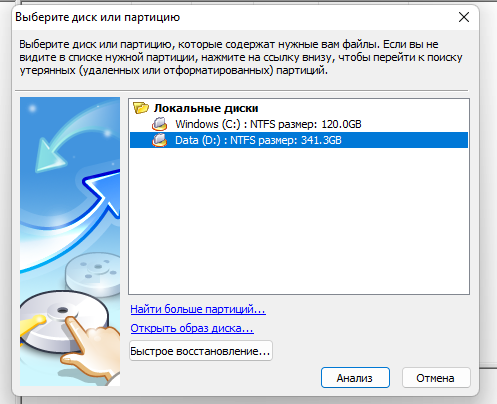 Выберите диск или партицию
Выберите диск или партицию, которые содержат нужные вам файлы. Если вы не
видите в списке нужной партиции, нажмите на ссылку внизу, чтобы перейти к поиску
утерянных (удаленных или отформатированных) партиций.
Локальные диски
Windows (C:) : NTFS размер: 120.0GB
Data (D:) : NTFS размер: 341.3GB
Найти больше партиций...
Открыть образ диска...
Быстрое восстановление...
Анализ
Отмена